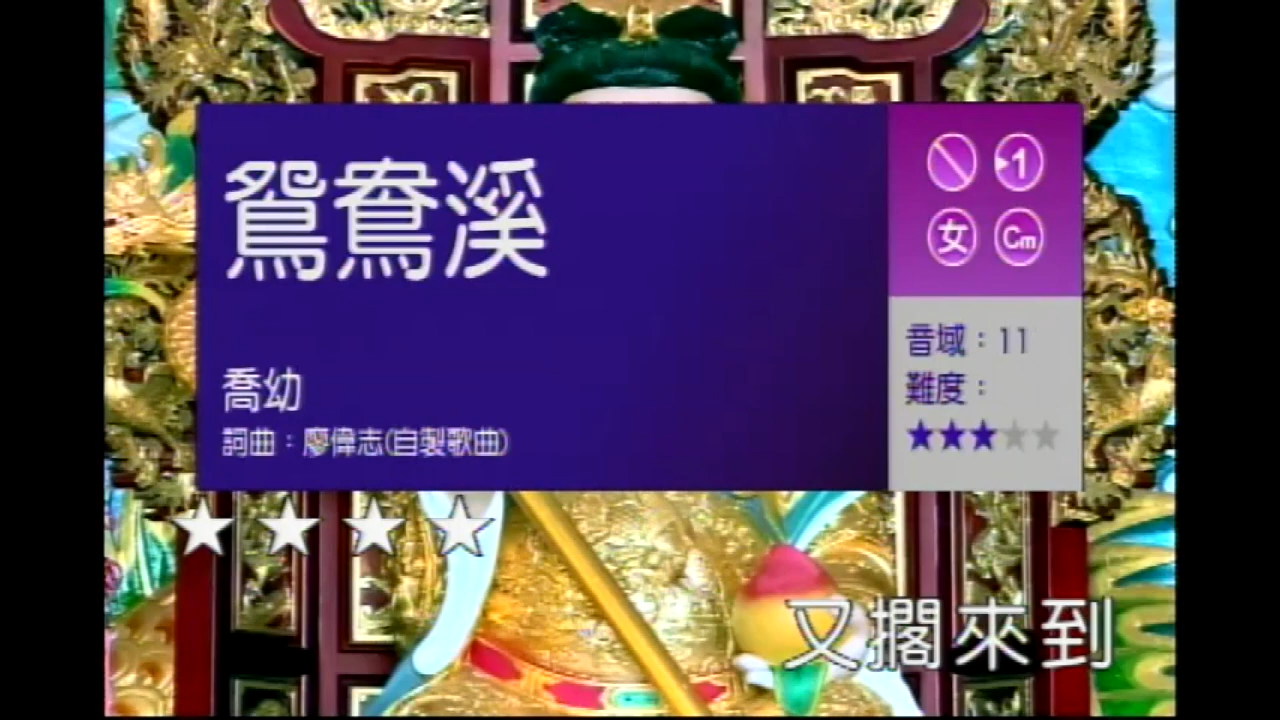 鴛鴦溪
喬幼
詞曲：廖偉志(自製歌曲)
1
女 Cm
音域：11
難度：
★★★★★
★ ★ ★ ★
又擱來到